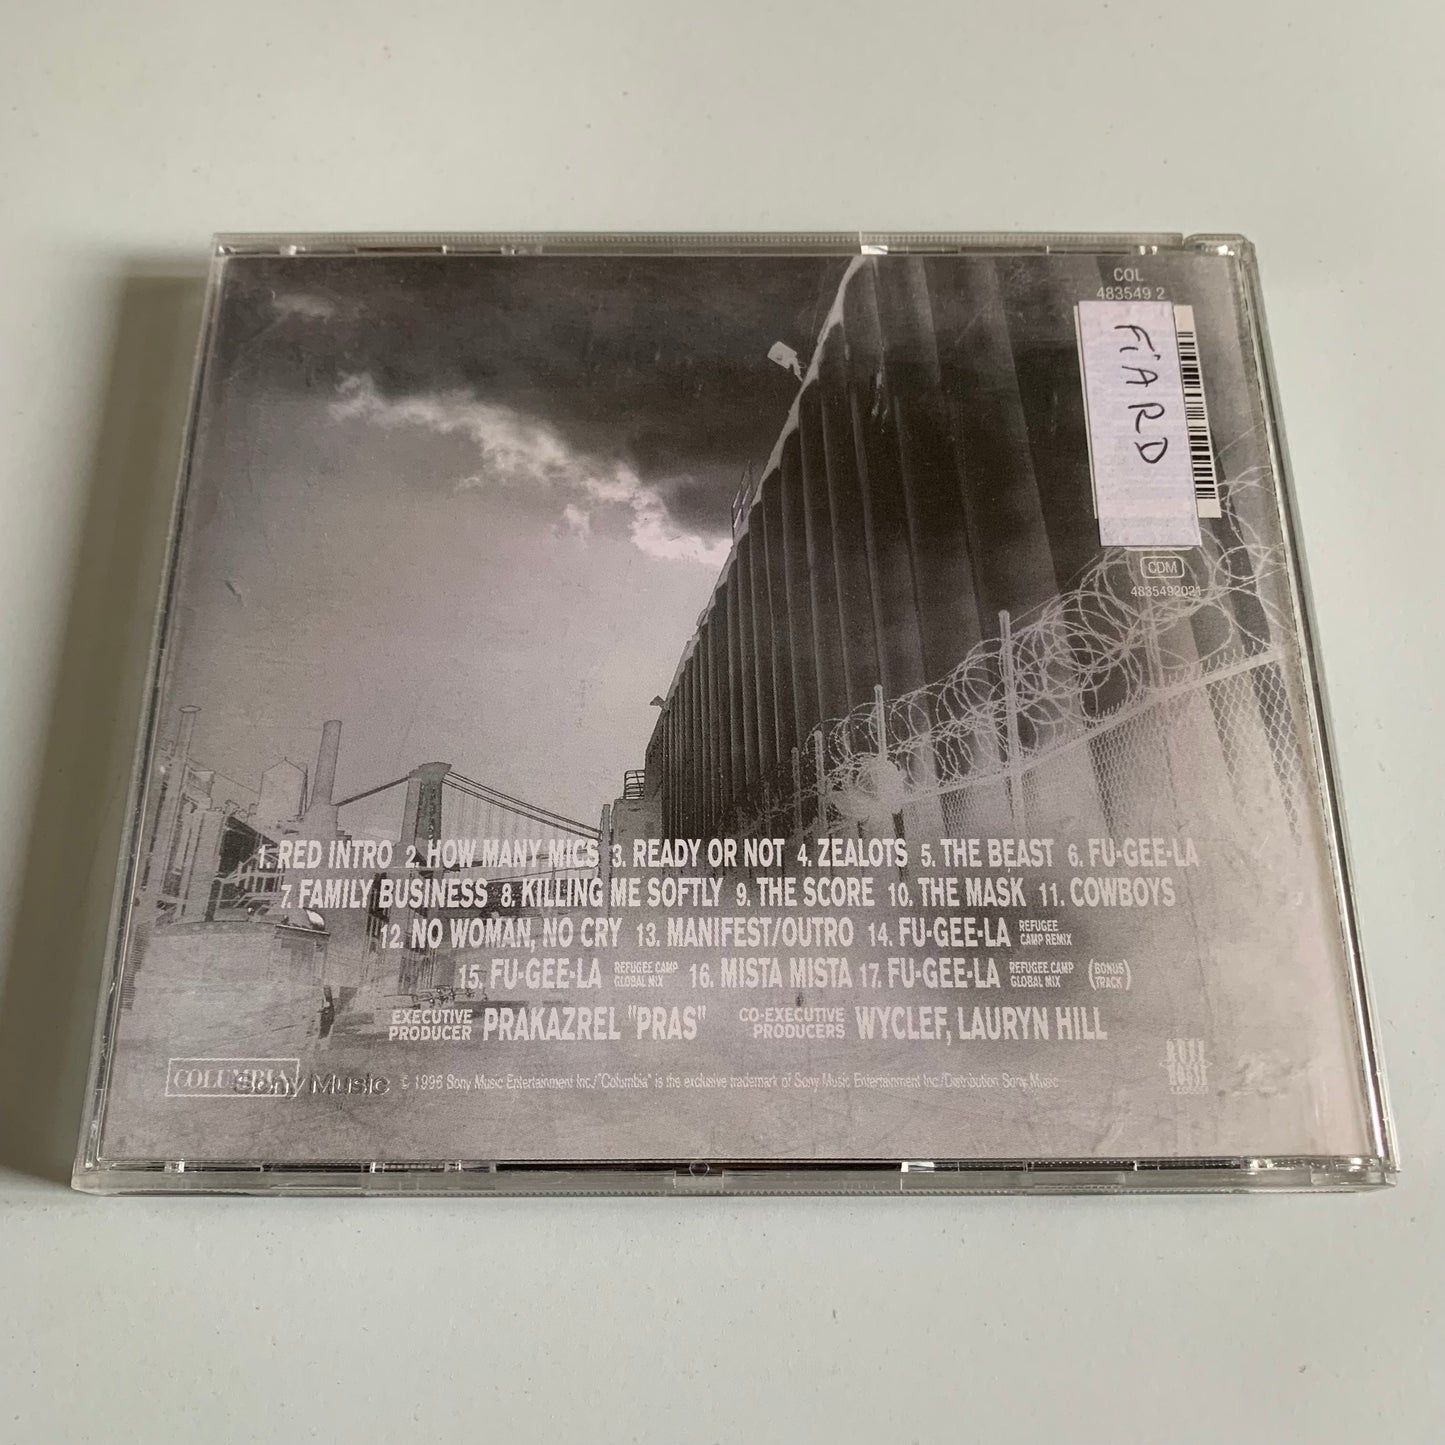 COL
483549 2
FiARD
CDM
4835492021
1. RED INTRO 2. HOW MANY MICS 3. READY OR NOT 4. ZEALOTS 5. THE BEAST 6. FU-GEE-LA
7. FAMILY BUSINESS 8. KILLING ME SOFTLY 9. THE SCORE 10. THE MASK 11. COWBOYS
12. NO WOMAN, NO CRY 13. MANIFEST/OUTRO 14. FU-GEE-LA REFUGEE CAMP REMIX
15. FU-GEE-LA REFUGEE CAMP GLOBAL MIX 16. MISTA MISTA 17. FU-GEE-LA REFUGEE CAMP GLOBAL MIX (BONUS TRACK)
EXECUTIVE PRODUCER PRAKAZREL "PRAS" CO-EXECUTIVE PRODUCERS WYCLEF, LAURYN HILL
COLUMBIA Sony Music © 1996 Sony Music Entertainment Inc./"Columbia" is the exclusive trademark of Sony Music Entertainment Inc./Distribution Sony Music